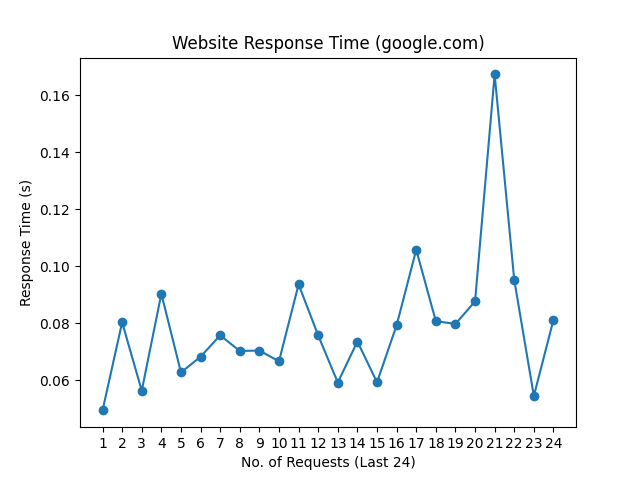 Website Response Time (google.com)
0.16
0.14
0.12
0.10
0.08
0.06
Response Time (s)
1 2 3 4 5 6 7 8 9 10 11 12 13 14 15 16 17 18 19 20 21 22 23 24
No. of Requests (Last 24)